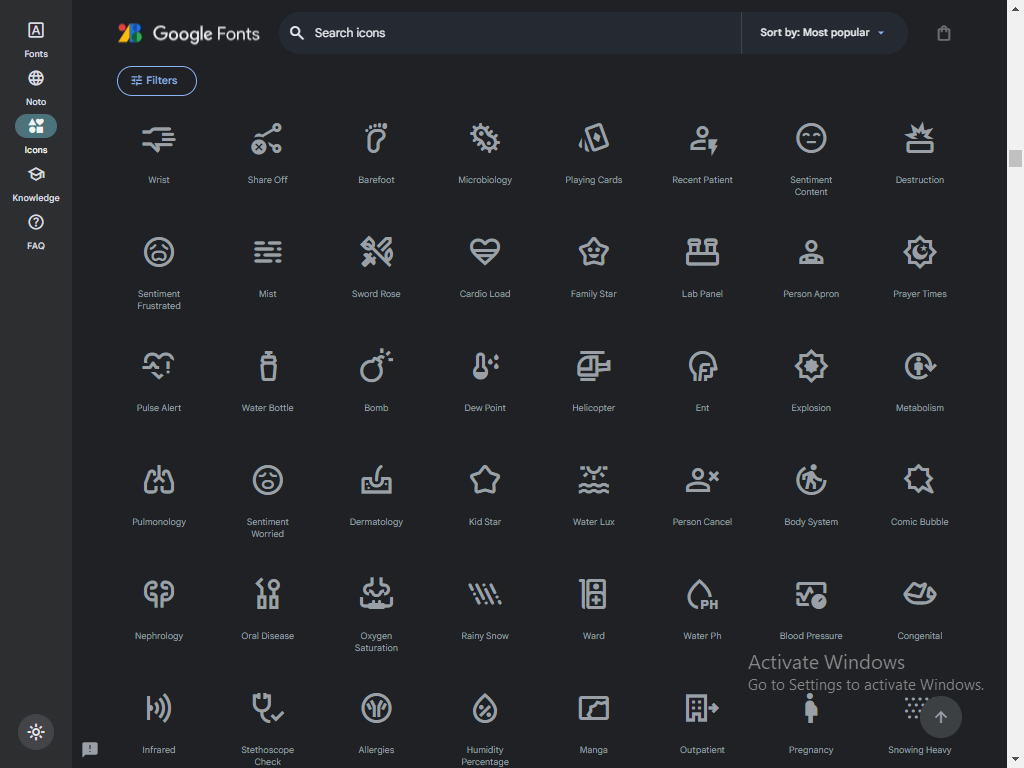 Fonts
Noto
Icons
Knowledge
FAQ
Google Fonts
Search icons
Sort by: Most popular
Filters
Wrist
Share Off
Barefoot
Microbiology
Playing Cards
Recent Patient
Sentiment
Content
Destruction
Sentiment
Frustrated
Mist
Sword Rose
Cardio Load
Family Star
Lab Panel
Person Apron
Prayer Times
Pulse Alert
Water Bottle
Bomb
Dew Point
Helicopter
Ent
Explosion
Metabolism
Pulmonology
Sentiment
Worried
Dermatology
Kid Star
Water Lux
Person Cancel
Body System
Comic Bubble
Nephrology
Oral Disease
Oxygen
Saturation
Rainy Snow
Ward
PH
Water Ph
Blood Pressure
Congenital
Activate Windows
Go to Settings to activate Windows.
Infrared
Stethoscope
Check
Allergies
Humidity
Percentage
Manga
Outpatient
Pregnancy
Snowing Heavy